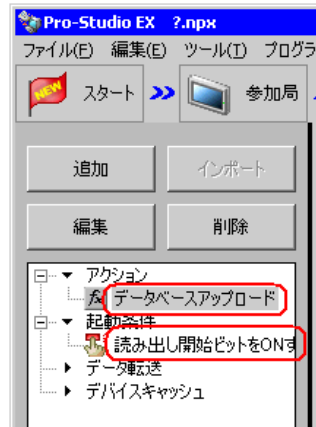 Pro-Studio EX ?.npx
ファイル(F) 編集(E) ツール(T) プログラ
NEW スタート 参加局
追加 インポート
編集 削除
アクション
fx データベースアップロード
起動条件
読み出し開始ビットをONす
データ転送
デバイスキャッシュ